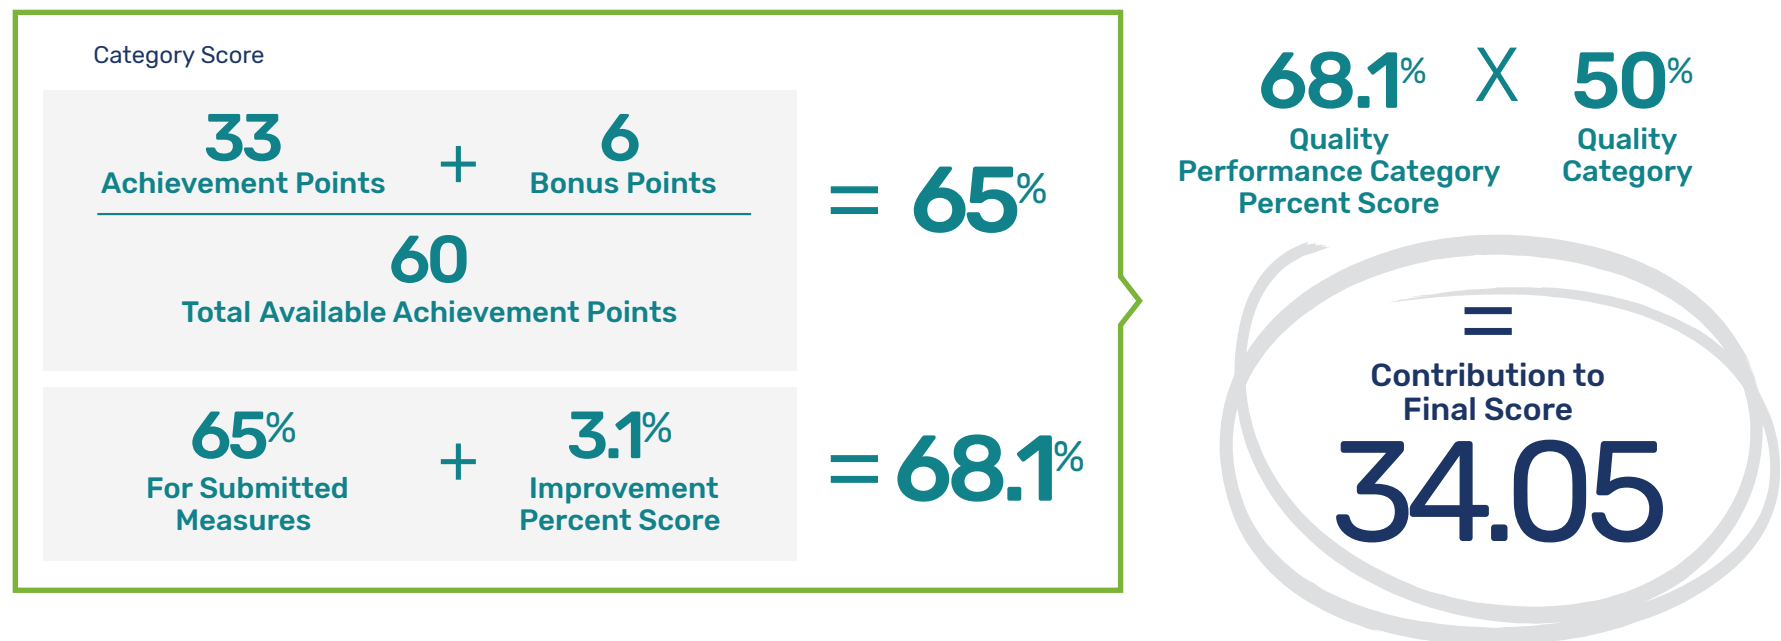 Category Score
33 + 6
Achievement Points Bonus Points
60
Total Available Achievement Points
= 65%
65% + 3.1%
For Submitted Improvement
Measures Percent Score
= 68.1%
68.1% X 50%
Quality Quality
Performance Category Category
Percent Score
=
Contribution to
Final Score
34.05